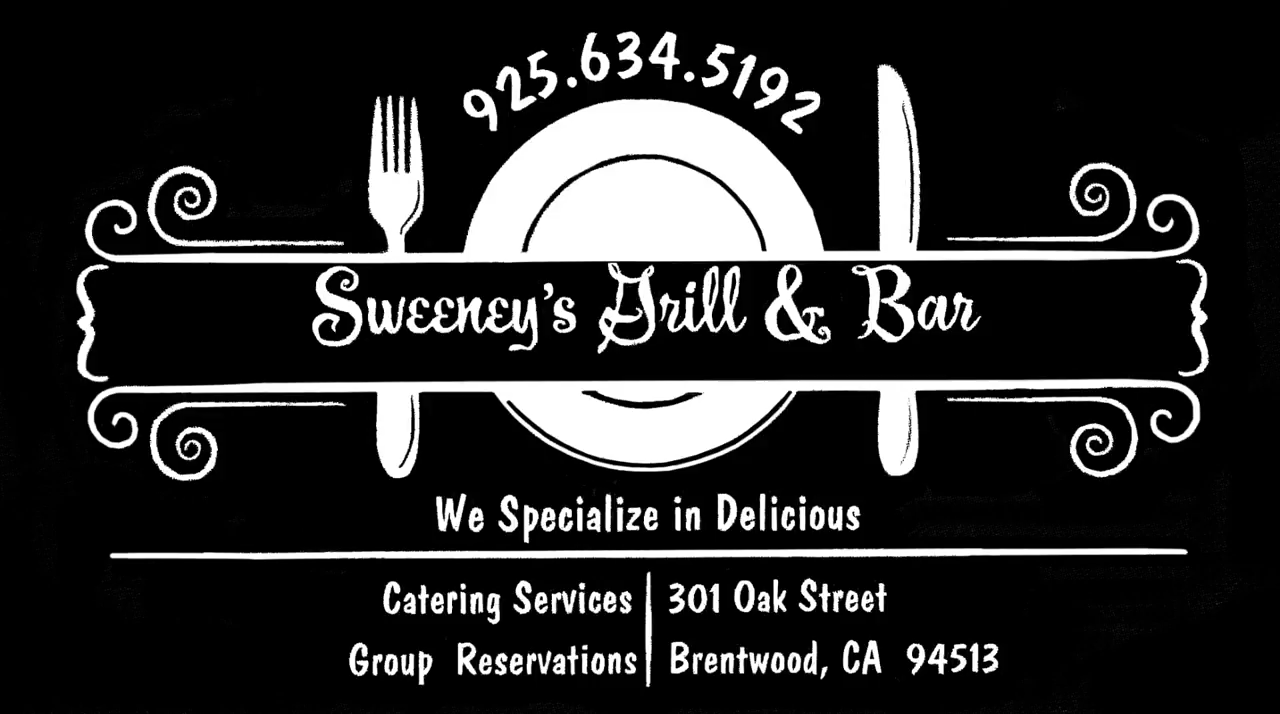 925.634.5192
Sweeney's Grill & Bar
We Specialize in Delicious
Catering Services
Group Reservations
301 Oak Street
Brentwood, CA 94513